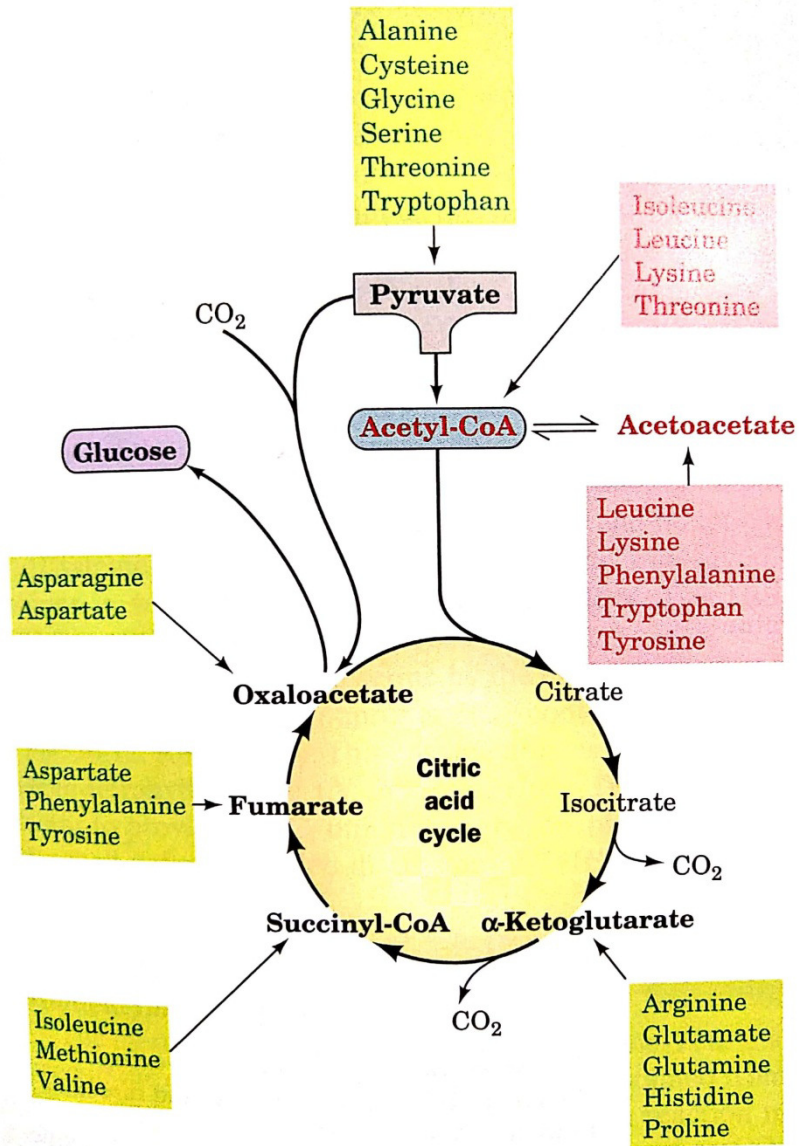 Alanine
Cysteine
Glycine
Serine
Threonine
Tryptophan
Isoleucine
Leucine
Lysine
Threonine
Pyruvate
CO₂
Acetyl-CoA
Acetoacetate
Glucose
Leucine
Lysine
Phenylalanine
Tryptophan
Tyrosine
Asparagine
Aspartate
Oxaloacetate
Citrate
Citric
acid
cycle
Aspartate
Phenylalanine
Tyrosine
Fumarate
Isocitrate
CO₂
Succinyl-CoA
α-Ketoglutarate
CO₂
Isoleucine
Methionine
Valine
Arginine
Glutamate
Glutamine
Histidine
Proline